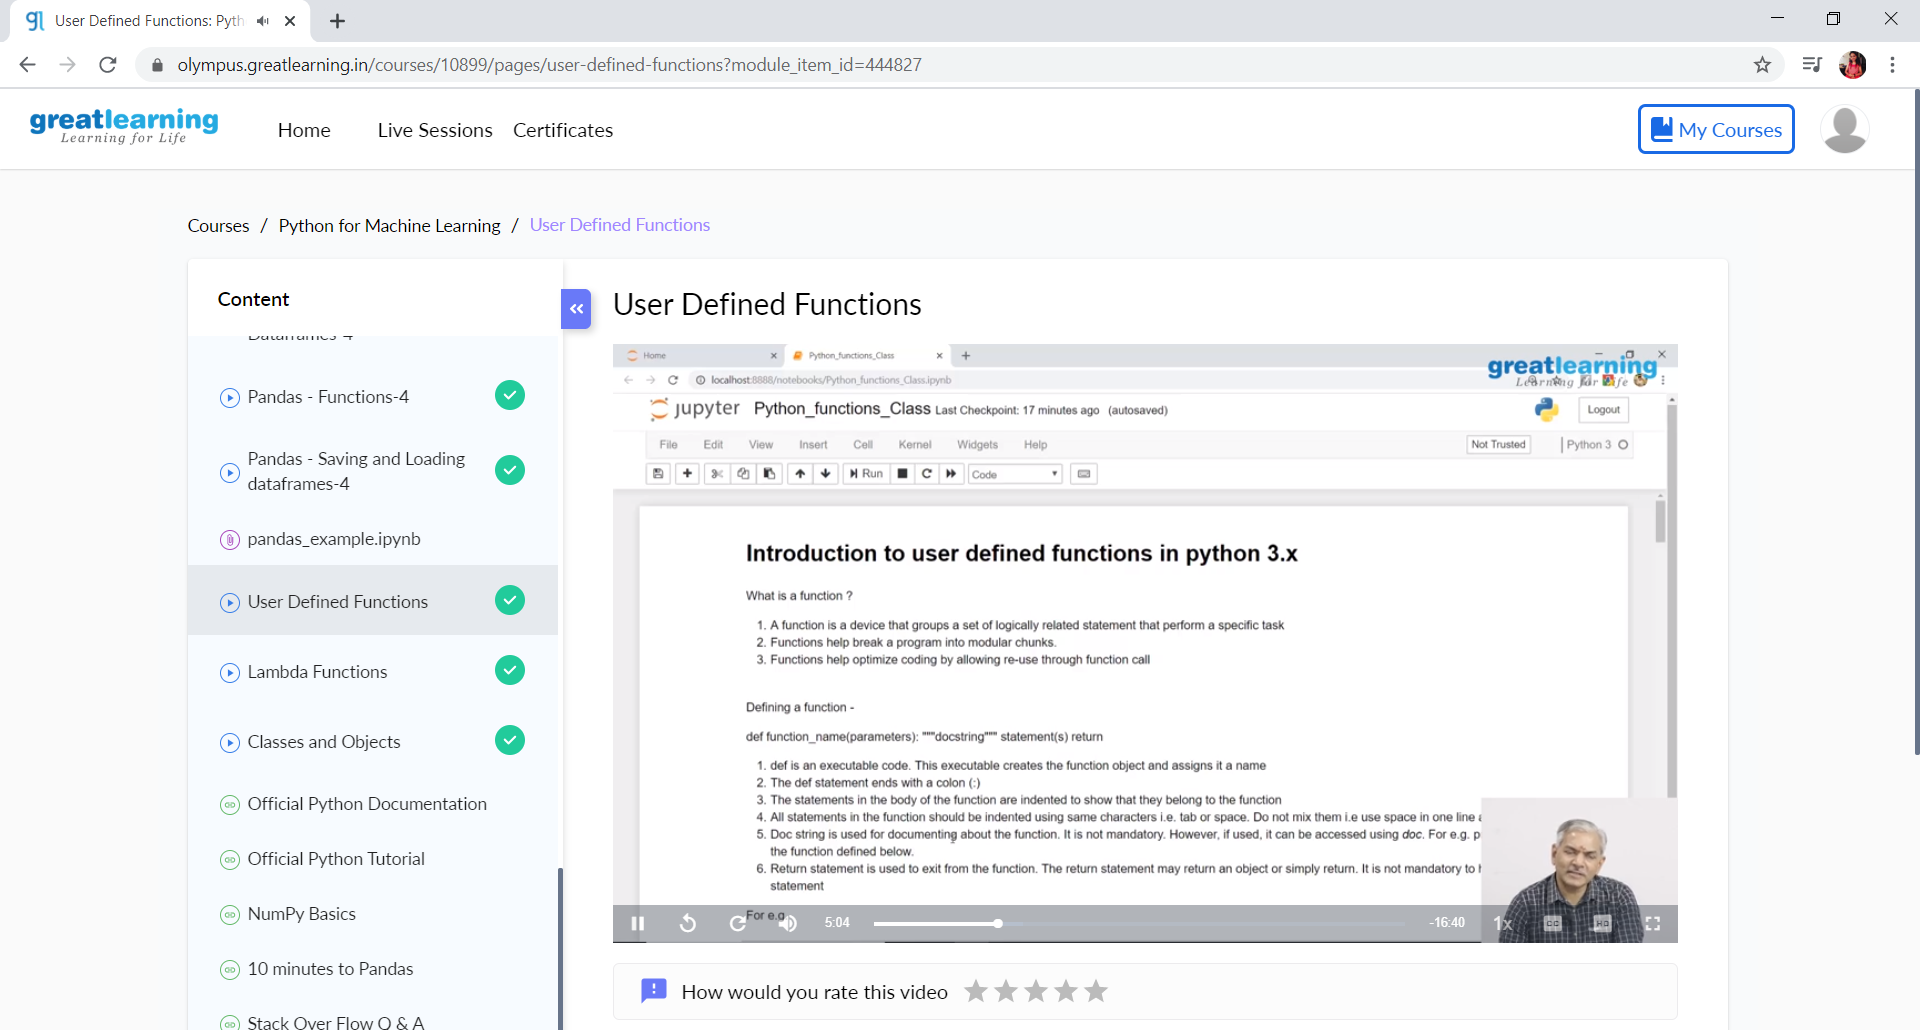 gl User Defined Functions: Pyth
olympus.greatlearning.in/courses/10899/pages/user-defined-functions?module_item_id=444827
greatlearning
Learning for Life
Home Live Sessions Certificates My Courses
Courses / Python for Machine Learning / User Defined Functions
Content
Dataframes-4
Pandas - Functions-4
Pandas - Saving and Loading
dataframes-4
pandas_example.ipynb
User Defined Functions
Lambda Functions
Classes and Objects
Official Python Documentation
Official Python Tutorial
NumPy Basics
10 minutes to Pandas
Stack Over Flow Q & A
User Defined Functions
Home Python_functions_Class
localhost:8888/notebooks/Python_functions_Class.ipynb
greatlearning
Learning for Life
jupyter Python_functions_Class Last Checkpoint: 17 minutes ago (autosaved) Logout
File Edit View Insert Cell Kernel Widgets Help Not Trusted Python 3
Run Code
Introduction to user defined functions in python 3.x
What is a function ?
1. A function is a device that groups a set of logically related statement that perform a specific task
2. Functions help break a program into modular chunks.
3. Functions help optimize coding by allowing re-use through function call
Defining a function -
def function_name(parameters): """docstring""" statement(s) return
1. def is an executable code. This executable creates the function object and assigns it a name
2. The def statement ends with a colon (:)
3. The statements in the body of the function are indented to show that they belong to the function
4. All statements in the function should be indented using same characters i.e. tab or space. Do not mix them i.e use space in one line
5. Doc string is used for documenting about the function. It is not mandatory. However, if used, it can be accessed using doc. For e.g. p
the function defined below.
6. Return statement is used to exit from the function. The return statement may return an object or simply return. It is not mandatory to
statement
For e.g
5:04 -16:40 1x CC HD
How would you rate this video